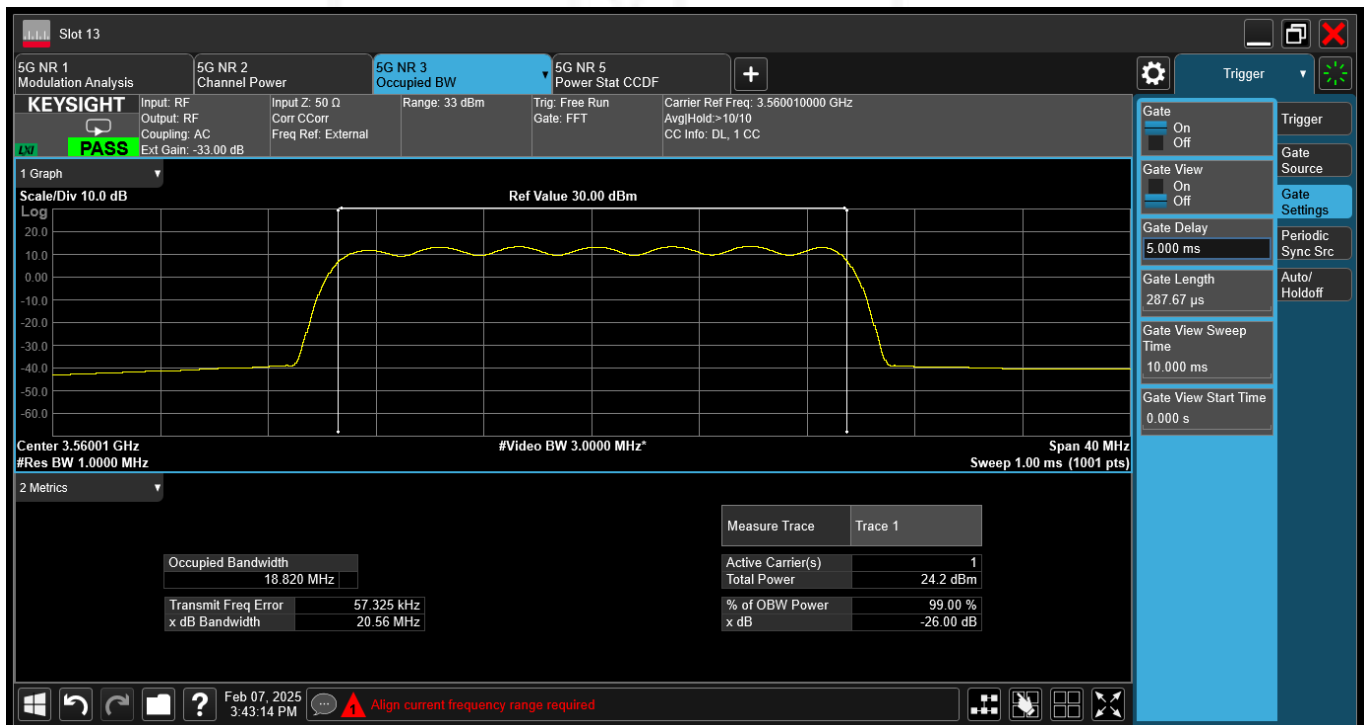 Slot 13
5G NR 1
Modulation Analysis
5G NR 2
Channel Power
5G NR 3
Occupied BW
5G NR 5
Power Stat CCDF
+
Trigger
KEYSIGHT
LXI
PASS
Input: RF
Output: RF
Coupling: AC
Ext Gain: -33.00 dB
Input Z: 50 Ω
Corr CCorr
Freq Ref: External
Range: 33 dBm
Trig: Free Run
Gate: FFT
Carrier Ref Freq: 3.560010000 GHz
Avg|Hold:>10/10
CC Info: DL, 1 CC
1 Graph
Scale/Div 10.0 dB
Ref Value 30.00 dBm
Log
20.0
10.0
0.00
-10.0
-20.0
-30.0
-40.0
-50.0
-60.0
Center 3.56001 GHz
#Video BW 3.0000 MHz*
Span 40 MHz
#Res BW 1.0000 MHz
Sweep 1.00 ms (1001 pts)
2 Metrics
Measure Trace Trace 1
Occupied Bandwidth
18.820 MHz
Active Carrier(s) 1
Total Power 24.2 dBm
Transmit Freq Error 57.325 kHz
x dB Bandwidth 20.56 MHz
% of OBW Power 99.00 %
x dB -26.00 dB
Gate
On
Off
Gate View
On
Off
Gate Delay
5.000 ms
Gate Length
287.67 µs
Gate View Sweep
Time
10.000 ms
Gate View Start Time
0.000 s
Trigger
Gate
Source
Gate
Settings
Periodic
Sync Src
Auto/
Holdoff
?
Feb 07, 2025
3:43:14 PM
1
Align current frequency range required